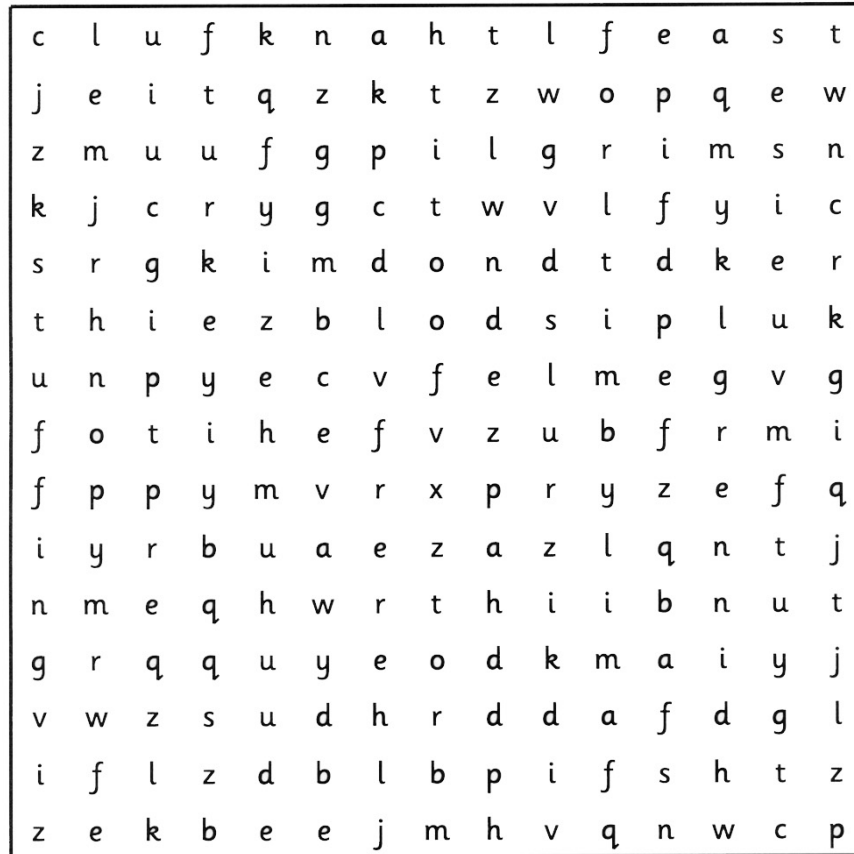 c l u f k n a h t l f e a s t
j e i t q z k t z w o p q e w
z m u u f g p i l g r i m s n
k j c r y g c t w v l f y i c
s r g k i m d o n d t d k e r
t h i e z b l o d s i p l u k
u n p y e c v f e l m e g v g
f o t i h e f v z u b f r m i
f p p y m v r x p r y z e f q
i y r b u a e z a z l q n t j
n m e q h w r t h i i b n u t
g r q q u y e o d k m a i y j
v w z s u d h r d d a f d g l
i f l z d b l b p i f s h t z
z e k b e e j m h v q n w c p